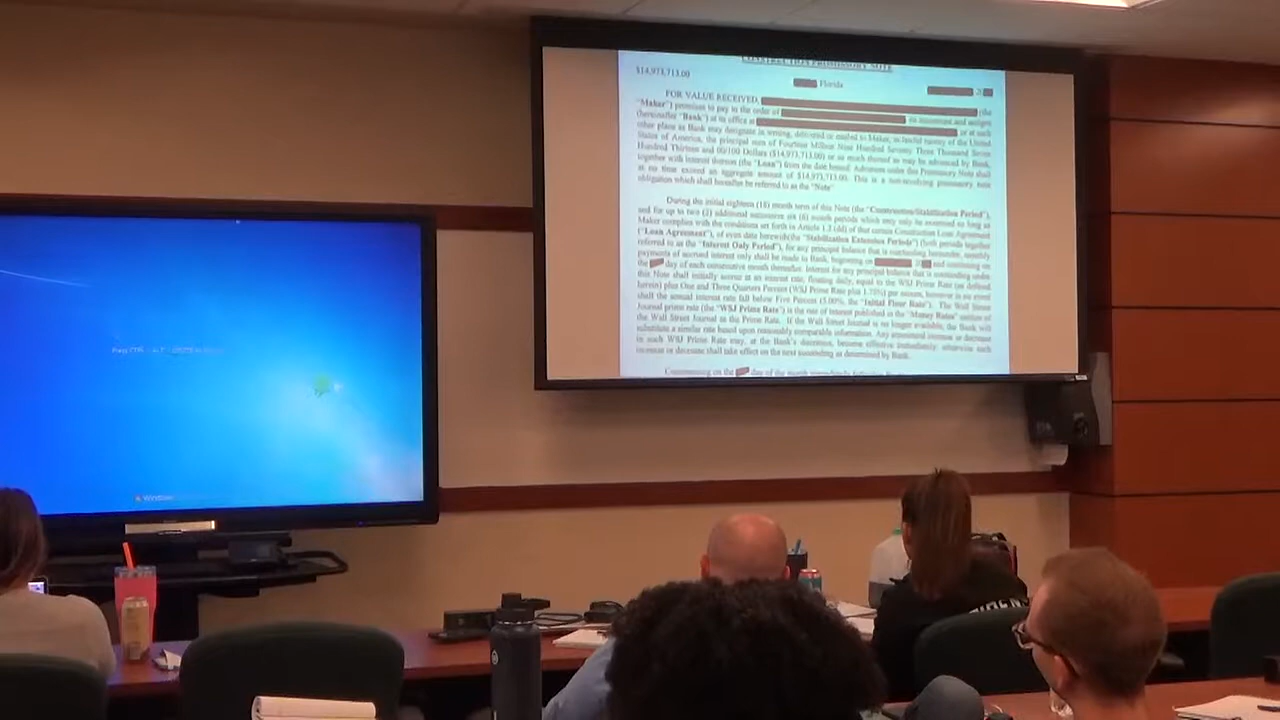 CONSTRUCTION PROMISSORY NOTE
$14,973,713.00
Florida
FOR VALUE RECEIVED, (the
"Maker") promises to pay to the order of its successors and assigns
(hereinafter "Bank") at its office at or at such
other place as Bank may designate in writing, delivered or mailed to Maker, in lawful money of the United
States of America, the principal sum of Fourteen Million Nine Hundred Seventy Three Thousand Seven
Hundred Thirteen and 00/100 Dollars ($14,973,713.00) or so much thereof as may be advanced by Bank,
together with interest thereon (the "Loan") from the date hereof. Advances under this Promissory Note shall
at no time exceed an aggregate amount of $14,973,713.00. This is a non-revolving promissory note
obligation which shall hereafter be referred to as the "Note"
During the initial eighteen (18) month term of this Note (the "Construction/Stabilization Period"),
and for up to two (2) additional successive six (6) month periods which may only be exercised so long as
Maker complies with the conditions set forth in Article of that certain Construction Loan Agreement
("Loan Agreement"), of even date herewith (the "Stabilization Extension Periods") (both periods together
referred to as the "Interest Only Period"), for any principal balance that is outstanding hereunder, monthly
payments of accrued interest only shall be made to Bank, beginning on and continuing on
the day of each consecutive month thereafter. Interest for any principal balance that is outstanding under
this Note shall initially accrue at an interest rate, floating daily, equal to the WSJ Prime Rate (as defined
herein) plus One and Three Quarters Percent (WSJ Prime Rate plus 1.75%) per annum, however in no event
shall the annual interest rate fall below Five Percent (5.00%, the "Initial Floor Rate"). The Wall Street
Journal prime rate (the "WSJ Prime Rate") is the rate of interest published in the "Money Rates" section of
the Wall Street Journal as the Prime Rate. If the Wall Street Journal is no longer available, the Bank will
substitute a similar rate based upon reasonably comparable information. Any announced increase or decrease
in such WSJ Prime Rate may, at the Bank's discretion, become effective immediately; otherwise such
increase or decrease shall take effect on the next succeeding as determined by Bank.
Commencing on the day of the month